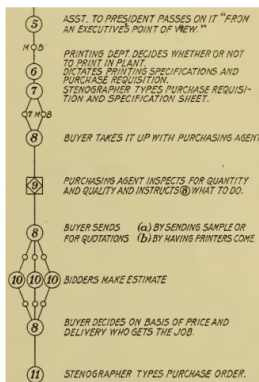 5 ASST. TO PRESIDENT PASSES ON IT "FROM
AN EXECUTIVE'S POINT OF VIEW."
M B
PRINTING DEPT. DECIDES WHETHER OR NOT
TO PRINT IN PLANT.
6 DICTATES PRINTING SPECIFICATIONS AND
PURCHASE REQUISITION.
7 STENOGRAPHER TYPES PURCHASE REQUISI-
TION AND SPECIFICATION SHEET.
7 M B
8 BUYER TAKES IT UP WITH PURCHASING AGENT
9 PURCHASING AGENT INSPECTS FOR QUANTITY
AND QUALITY AND INSTRUCTS 8 WHAT TO DO.
8 BUYER SENDS (a) BY SENDING SAMPLE OR
FOR QUOTATIONS (b) BY HAVING PRINTERS COME
10 10 10 BIDDERS MAKE ESTIMATE
8 BUYER DECIDES ON BASIS OF PRICE AND
DELIVERY WHO GETS THE JOB.
11 STENOGRAPHER TYPES PURCHASE ORDER.